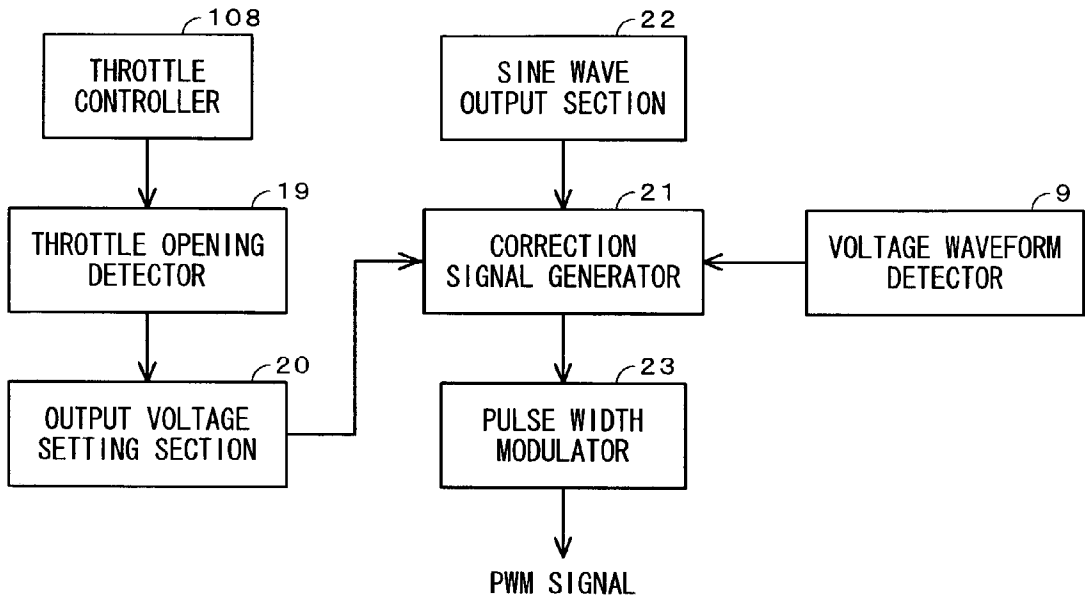 108
THROTTLE
CONTROLLER
22
SINE WAVE
OUTPUT SECTION
19
THROTTLE OPENING
DETECTOR
21
CORRECTION
SIGNAL GENERATOR
9
VOLTAGE WAVEFORM
DETECTOR
20
OUTPUT VOLTAGE
SETTING SECTION
23
PULSE WIDTH
MODULATOR
PWM SIGNAL